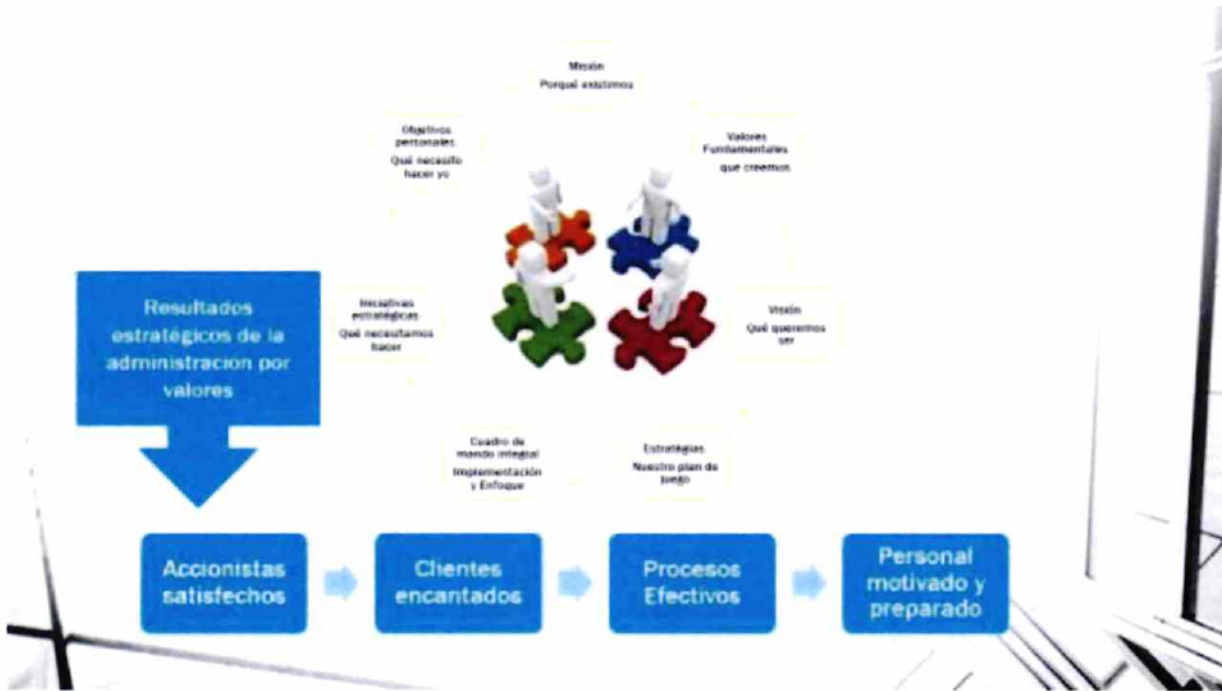 Misión
Porqué existimos
Objetivos
personales
Qué necesito
hacer yo
Valores
Fundamentales
que creemos
Resultados
estratégicos de la
administración por
valores
Iniciativas
estratégicas
Qué necesitamos
hacer
Visión
Qué queremos
ser
Cuadro de
mando integral
Implementación
y Enfoque
Estratégias
Nuestro plan de
juego
Accionistas
satisfechos
Clientes
encantados
Procesos
Efectivos
Personal
motivado y
preparado